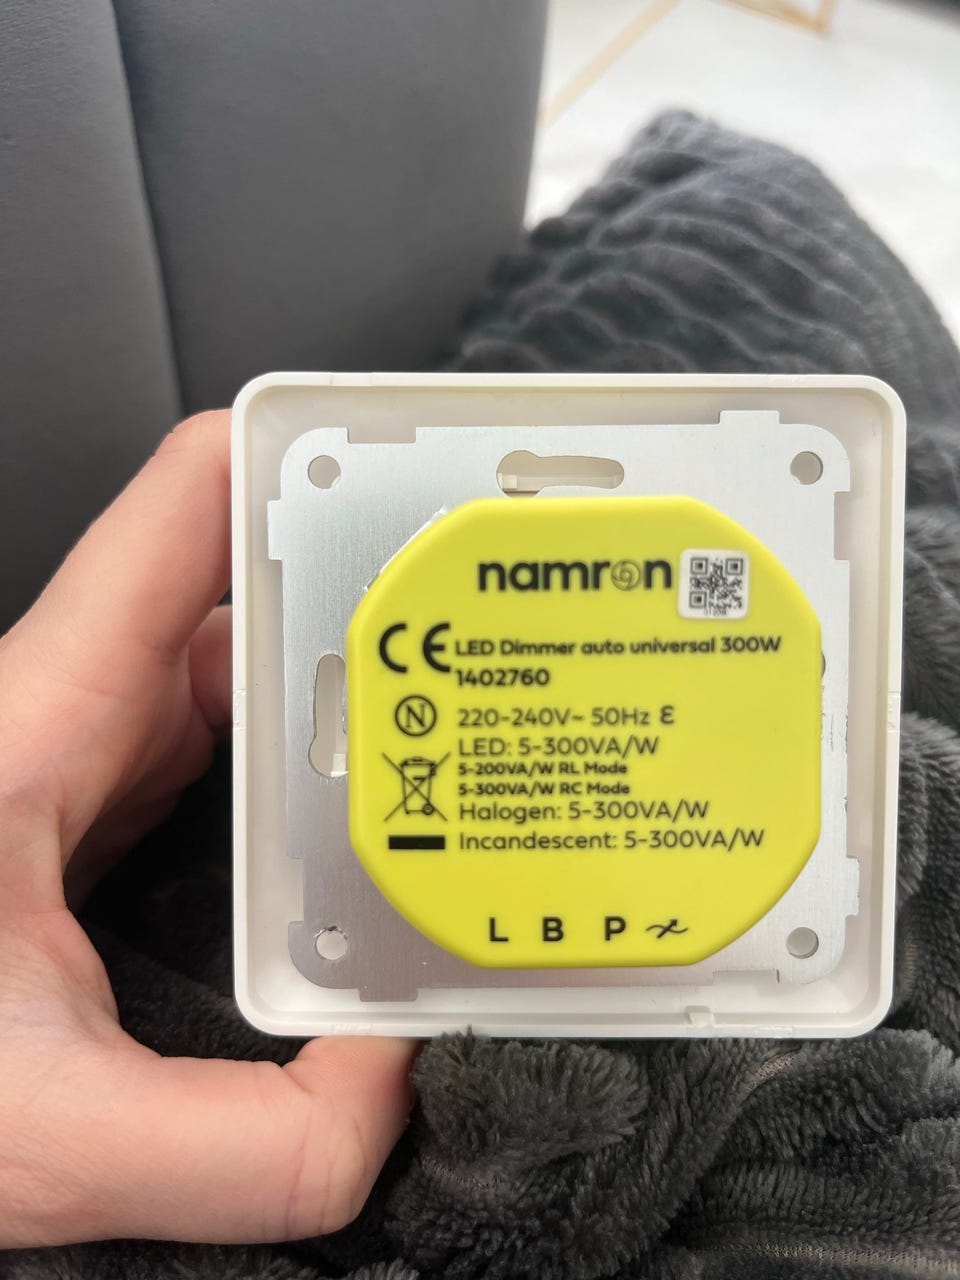 namron
CE LED Dimmer auto universal 300W
1402760
N 220-240V~ 50Hz Ɛ
LED: 5-300VA/W
5-200VA/W RL Mode
5-300VA/W RC Mode
Halogen: 5-300VA/W
Incandescent: 5-300VA/W
L B P